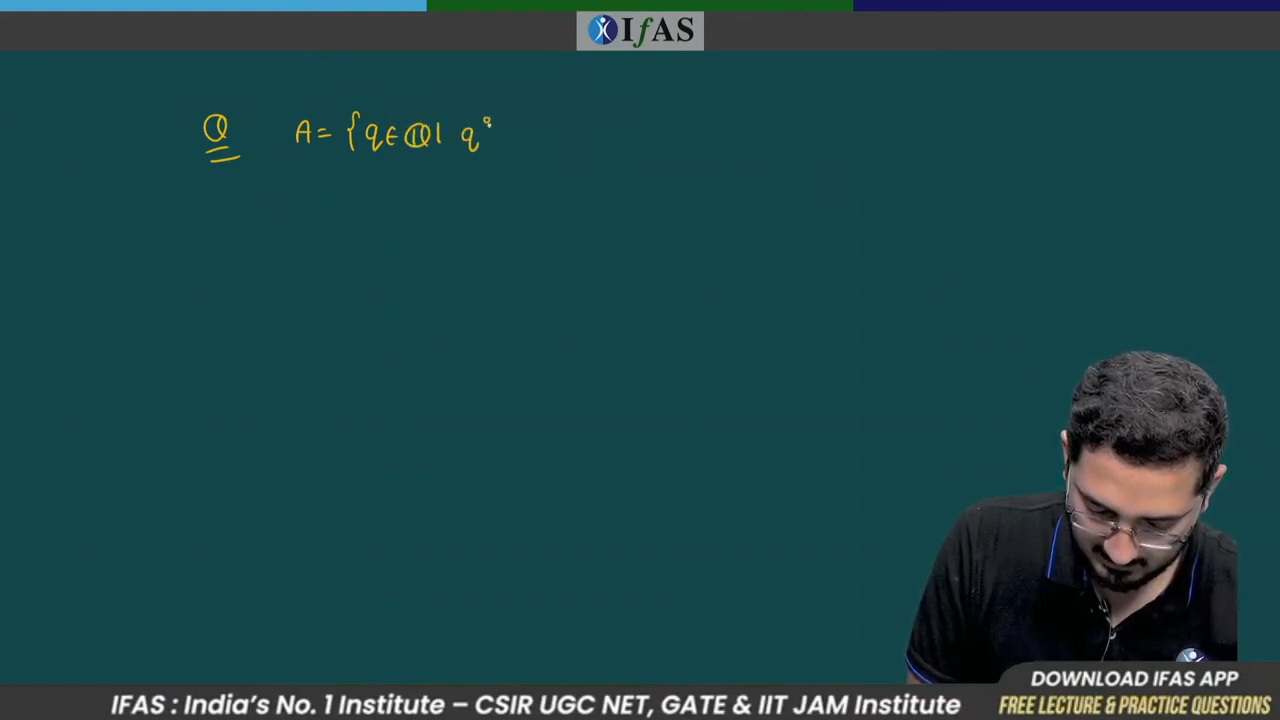 IfAS
Q A = { q ∈ ℚ | q
IFAS : India's No. 1 Institute – CSIR UGC NET, GATE & IIT JAM Institute
DOWNLOAD IFAS APP
FREE LECTURE & PRACTICE QUESTIONS